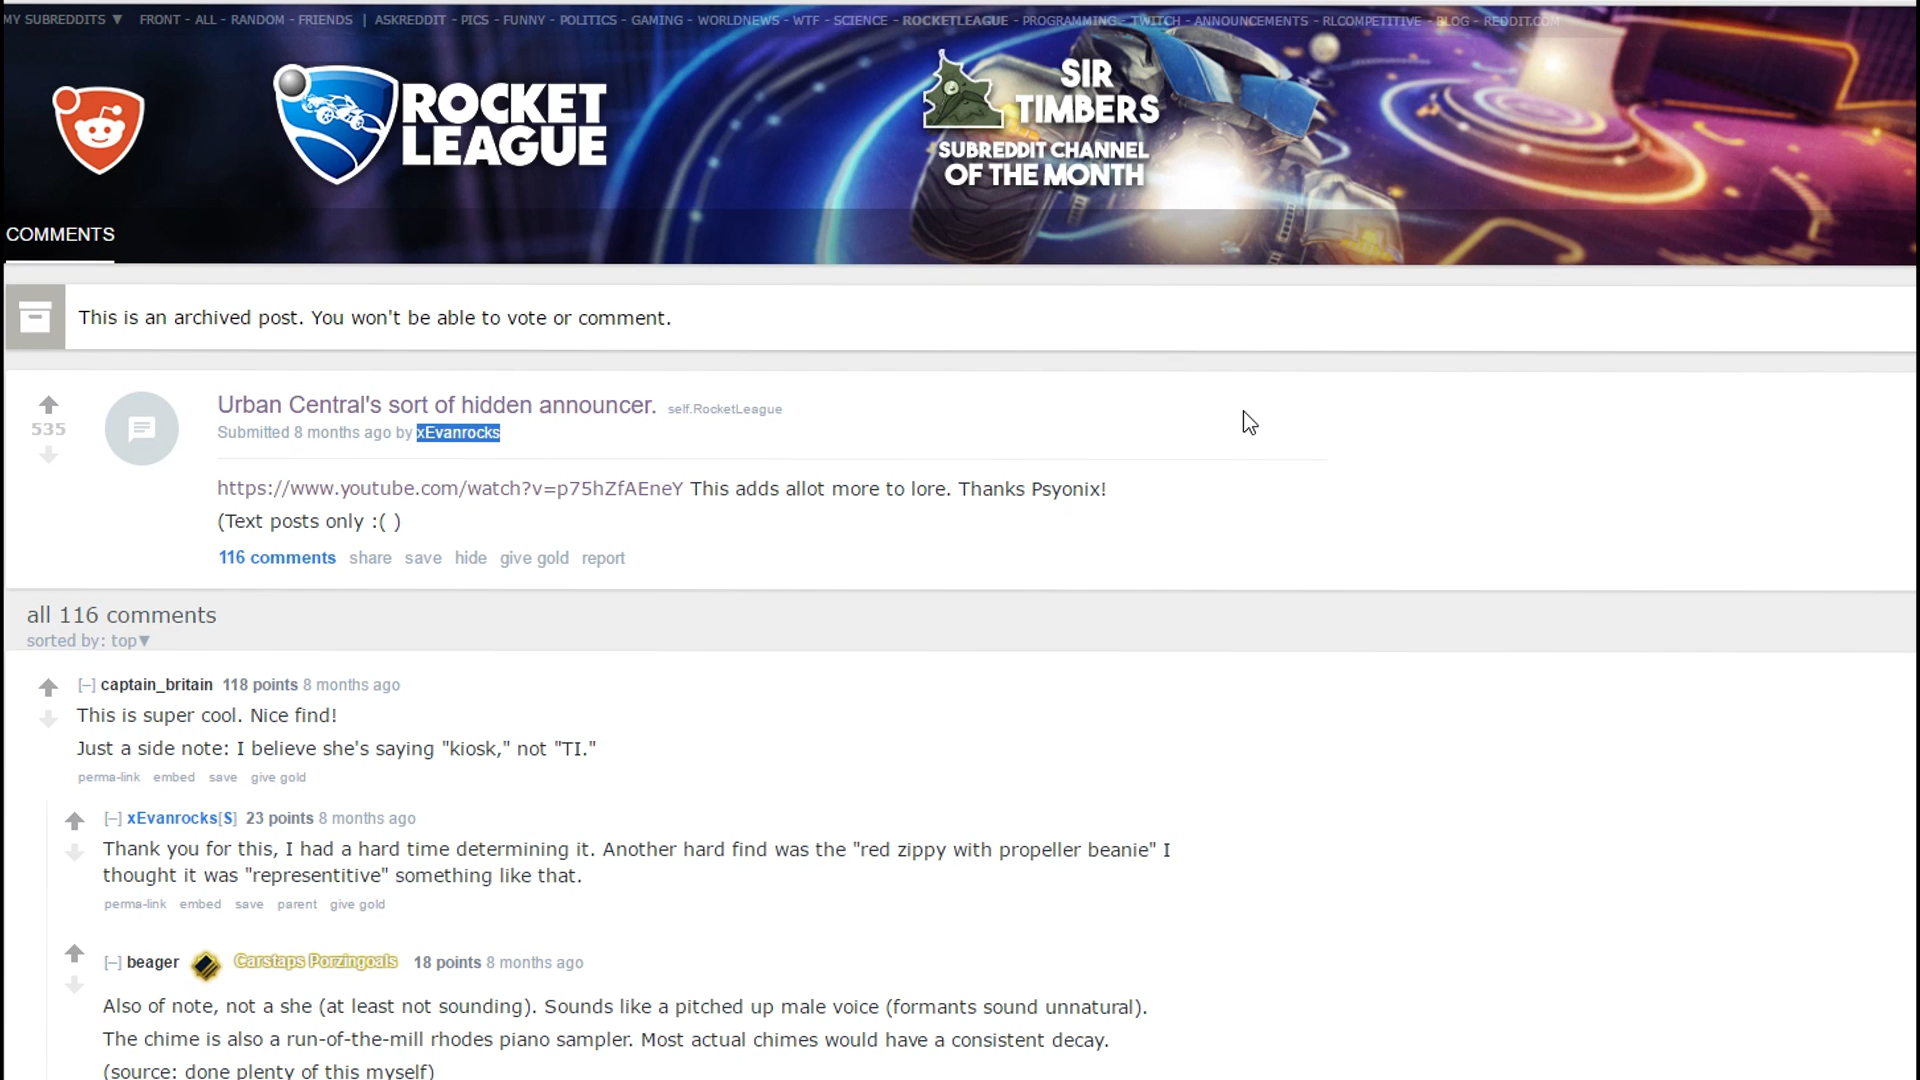 MY SUBREDDITS ▼ FRONT - ALL - RANDOM - FRIENDS | ASKREDDIT - PICS - FUNNY - POLITICS - GAMING - WORLDNEWS - WTF - SCIENCE - ROCKETLEAGUE - PROGRAMMING - TWITCH - ANNOUNCEMENTS - RLCOMPETITIVE - BLOG - REDDIT.COM
ROCKET
LEAGUE
SIR
TIMBERS
SUBREDDIT CHANNEL
OF THE MONTH
COMMENTS
This is an archived post. You won't be able to vote or comment.
Urban Central's sort of hidden announcer. self.RocketLeague
535
Submitted 8 months ago by xEvanrocks
https://www.youtube.com/watch?v=p75hZfAEneY This adds allot more to lore. Thanks Psyonix!
(Text posts only :( )
116 comments share save hide give gold report
all 116 comments
sorted by: top▼
[–] captain_britain 118 points 8 months ago
This is super cool. Nice find!
Just a side note: I believe she's saying "kiosk," not "TI."
perma-link embed save give gold
[–] xEvanrocks[S] 23 points 8 months ago
Thank you for this, I had a hard time determining it. Another hard find was the "red zippy with propeller beanie" I
thought it was "representitive" something like that.
perma-link embed save parent give gold
[–] beager Carstaps Porzingoals 18 points 8 months ago
Also of note, not a she (at least not sounding). Sounds like a pitched up male voice (formants sound unnatural).
The chime is also a run-of-the-mill rhodes piano sampler. Most actual chimes would have a consistent decay.
(source: done plenty of this myself)